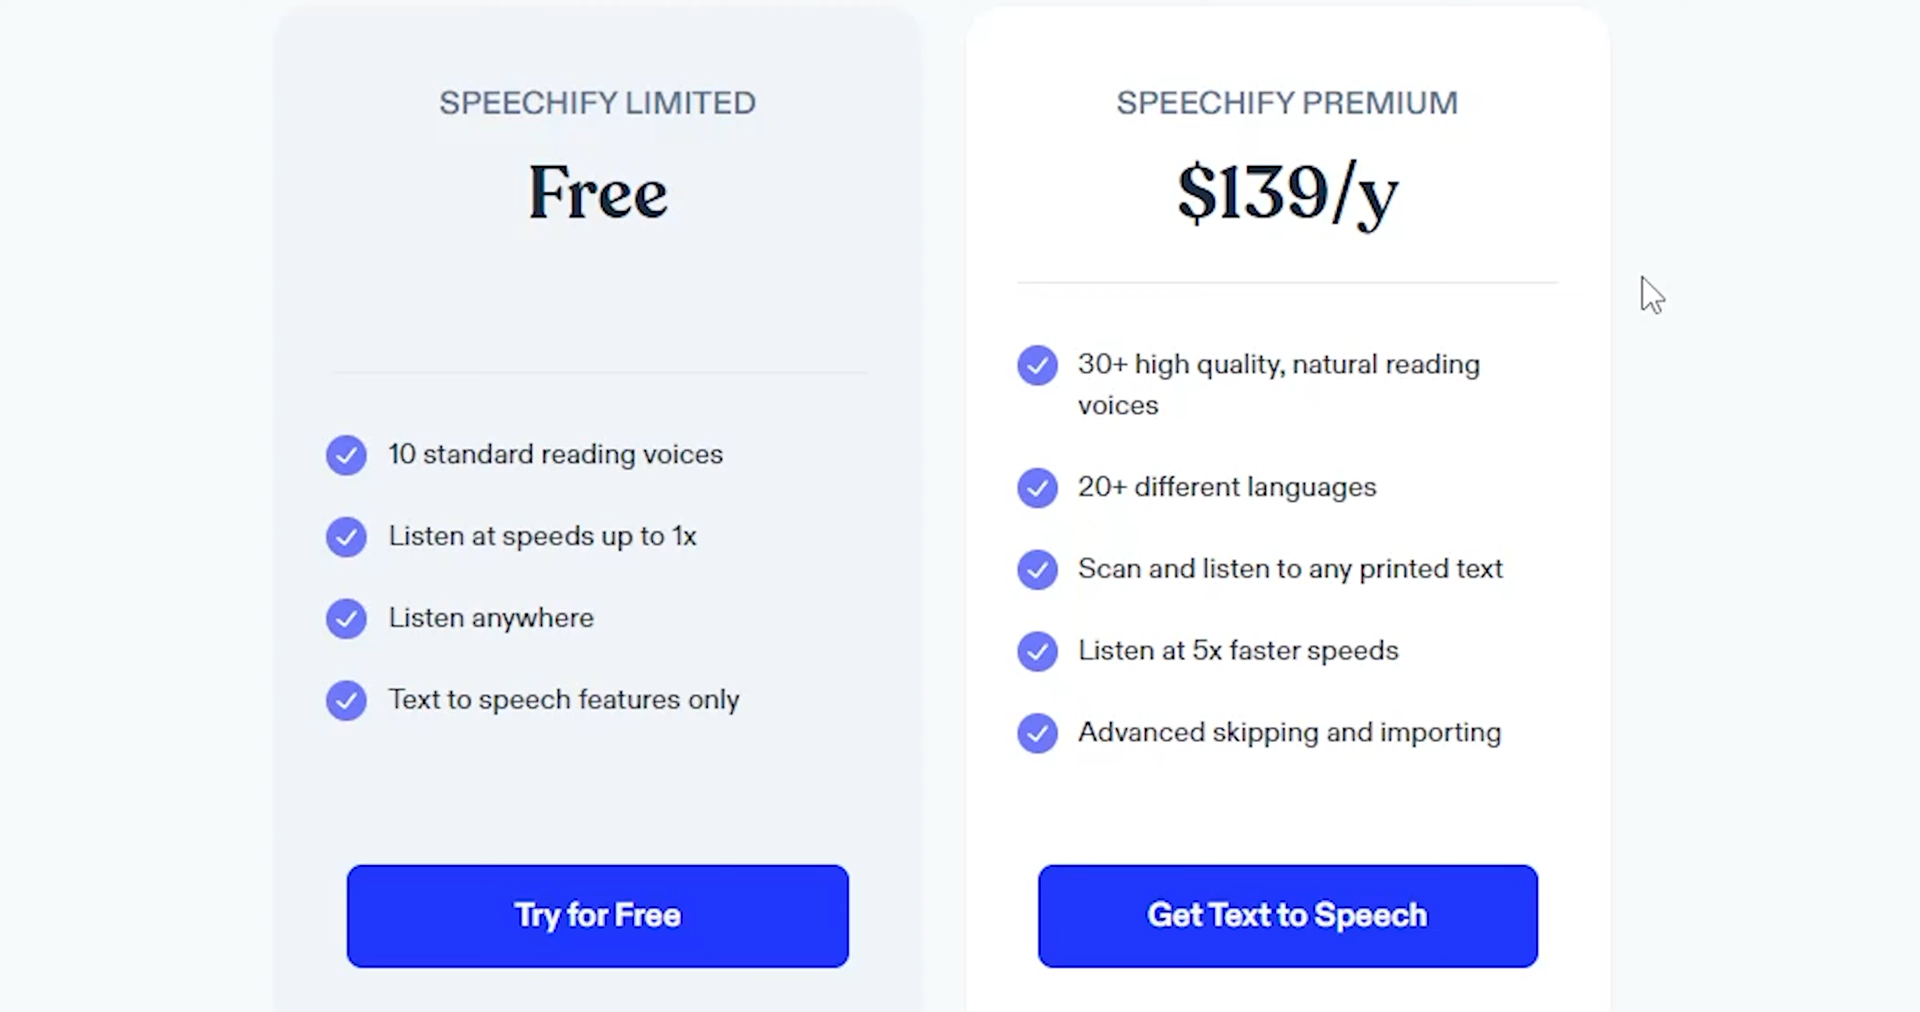 SPEECHIFY LIMITED
Free
10 standard reading voices
Listen at speeds up to 1x
Listen anywhere
Text to speech features only
Try for Free
SPEECHIFY PREMIUM
$139/y
30+ high quality, natural reading
voices
20+ different languages
Scan and listen to any printed text
Listen at 5x faster speeds
Advanced skipping and importing
Get Text to Speech